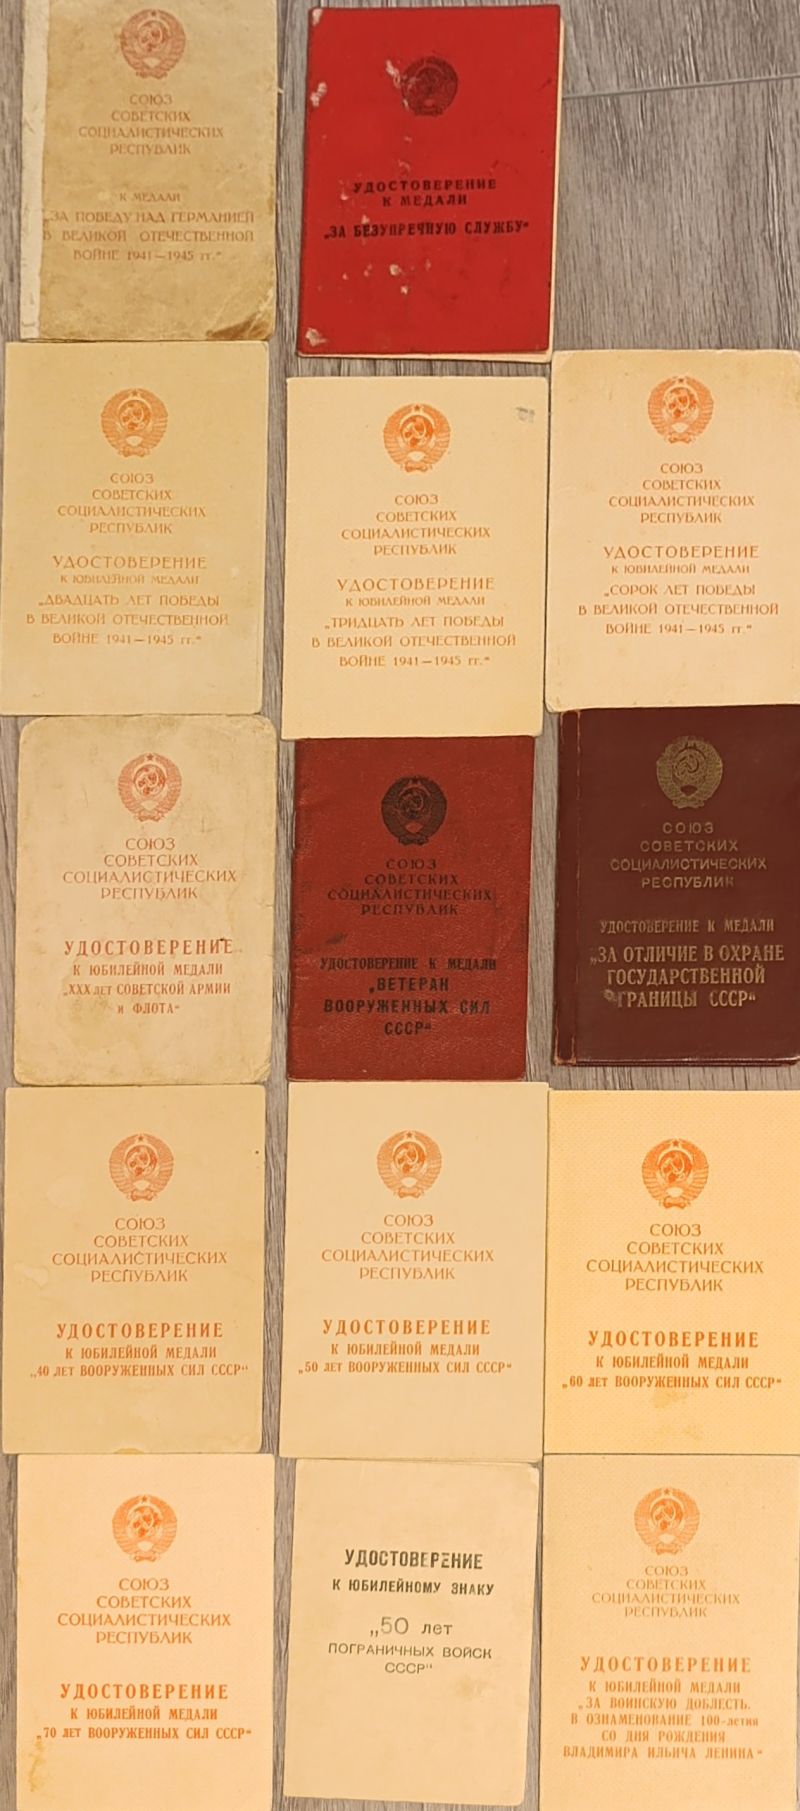 СОЮЗ
СОВЕТСКИХ
СОЦИАЛИСТИЧЕСКИХ
РЕСПУБЛИК
К МЕДАЛИ
„ЗА ПОБЕДУ НАД ГЕРМАНИЕЙ
В ВЕЛИКОЙ ОТЕЧЕСТВЕННОЙ
ВОЙНЕ 1941—1945 гг.“
УДОСТОВЕРЕНИЕ
К МЕДАЛИ
„ЗА БЕЗУПРЕЧНУЮ СЛУЖБУ“
СОЮЗ
СОВЕТСКИХ
СОЦИАЛИСТИЧЕСКИХ
РЕСПУБЛИК
УДОСТОВЕРЕНИЕ
К ЮБИЛЕЙНОЙ МЕДАЛИ
„ДВАДЦАТЬ ЛЕТ ПОБЕДЫ
В ВЕЛИКОЙ ОТЕЧЕСТВЕННОЙ
ВОЙНЕ 1941—1945 гг.“
СОЮЗ
СОВЕТСКИХ
СОЦИАЛИСТИЧЕСКИХ
РЕСПУБЛИК
УДОСТОВЕРЕНИЕ
К ЮБИЛЕЙНОЙ МЕДАЛИ
„ТРИДЦАТЬ ЛЕТ ПОБЕДЫ
В ВЕЛИКОЙ ОТЕЧЕСТВЕННОЙ
ВОЙНЕ 1941—1945 гг.“
СОЮЗ
СОВЕТСКИХ
СОЦИАЛИСТИЧЕСКИХ
РЕСПУБЛИК
УДОСТОВЕРЕНИЕ
К ЮБИЛЕЙНОЙ МЕДАЛИ
„СОРОК ЛЕТ ПОБЕДЫ
В ВЕЛИКОЙ ОТЕЧЕСТВЕННОЙ
ВОЙНЕ 1941—1945 гг.“
СОЮЗ
СОВЕТСКИХ
СОЦИАЛИСТИЧЕСКИХ
РЕСПУБЛИК
УДОСТОВЕРЕНИЕ
К ЮБИЛЕЙНОЙ МЕДАЛИ
„XXX лет СОВЕТСКОЙ АРМИИ
и ФЛОТА“
СОЮЗ
СОВЕТСКИХ
СОЦИАЛИСТИЧЕСКИХ
РЕСПУБЛИК
УДОСТОВЕРЕНИЕ К МЕДАЛИ
„ВЕТЕРАН
ВООРУЖЕННЫХ СИЛ
СССР“
СОЮЗ
СОВЕТСКИХ
СОЦИАЛИСТИЧЕСКИХ
РЕСПУБЛИК
УДОСТОВЕРЕНИЕ К МЕДАЛИ
„ЗА ОТЛИЧИЕ В ОХРАНЕ
ГОСУДАРСТВЕННОЙ
ГРАНИЦЫ СССР“
СОЮЗ
СОВЕТСКИХ
СОЦИАЛИСТИЧЕСКИХ
РЕСПУБЛИК
УДОСТОВЕРЕНИЕ
К ЮБИЛЕЙНОЙ МЕДАЛИ
„40 лет ВООРУЖЕННЫХ СИЛ СССР“
СОЮЗ
СОВЕТСКИХ
СОЦИАЛИСТИЧЕСКИХ
РЕСПУБЛИК
УДОСТОВЕРЕНИЕ
К ЮБИЛЕЙНОЙ МЕДАЛИ
„50 лет ВООРУЖЕННЫХ СИЛ СССР“
СОЮЗ
СОВЕТСКИХ
СОЦИАЛИСТИЧЕСКИХ
РЕСПУБЛИК
УДОСТОВЕРЕНИЕ
К ЮБИЛЕЙНОЙ МЕДАЛИ
„60 лет ВООРУЖЕННЫХ СИЛ СССР“
СОЮЗ
СОВЕТСКИХ
СОЦИАЛИСТИЧЕСКИХ
РЕСПУБЛИК
УДОСТОВЕРЕНИЕ
К ЮБИЛЕЙНОЙ МЕДАЛИ
„70 лет ВООРУЖЕННЫХ СИЛ СССР“
УДОСТОВЕРЕНИЕ
К ЮБИЛЕЙНОМУ ЗНАКУ
„50 лет
ПОГРАНИЧНЫХ ВОЙСК
СССР“
СОЮЗ
СОВЕТСКИХ
СОЦИАЛИСТИЧЕСКИХ
РЕСПУБЛИК
УДОСТОВЕРЕНИЕ
К ЮБИЛЕЙНОЙ МЕДАЛИ
„ЗА ВОИНСКУЮ ДОБЛЕСТЬ.
В ОЗНАМЕНОВАНИЕ 100-летия
СО ДНЯ РОЖДЕНИЯ
ВЛАДИМИРА ИЛЬИЧА ЛЕНИНА“